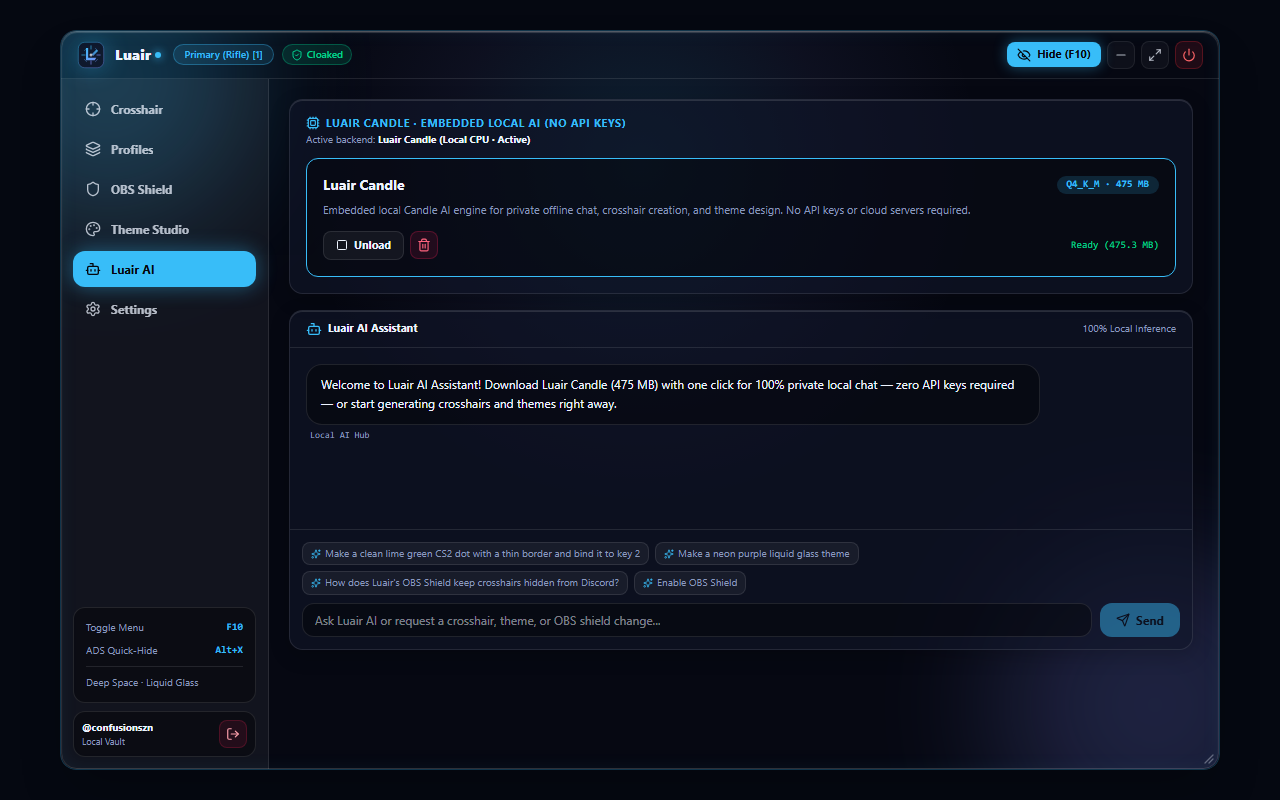 Luair
Primary (Rifle) [1]
Cloaked
Hide (F10)
Crosshair
Profiles
OBS Shield
Theme Studio
Luair AI
Settings
Toggle Menu F10
ADS Quick-Hide Alt+X
Deep Space · Liquid Glass
@confusionszn
Local Vault
LUAIR CANDLE · EMBEDDED LOCAL AI (NO API KEYS)
Active backend: Luair Candle (Local CPU · Active)
Luair Candle
Q4_K_M · 475 MB
Embedded local Candle AI engine for private offline chat, crosshair creation, and theme design. No API keys or cloud servers required.
Unload
Ready (475.3 MB)
Luair AI Assistant
100% Local Inference
Welcome to Luair AI Assistant! Download Luair Candle (475 MB) with one click for 100% private local chat — zero API keys required
— or start generating crosshairs and themes right away.
Local AI Hub
Make a clean lime green CS2 dot with a thin border and bind it to key 2
Make a neon purple liquid glass theme
How does Luair's OBS Shield keep crosshairs hidden from Discord?
Enable OBS Shield
Ask Luair AI or request a crosshair, theme, or OBS shield change...
Send